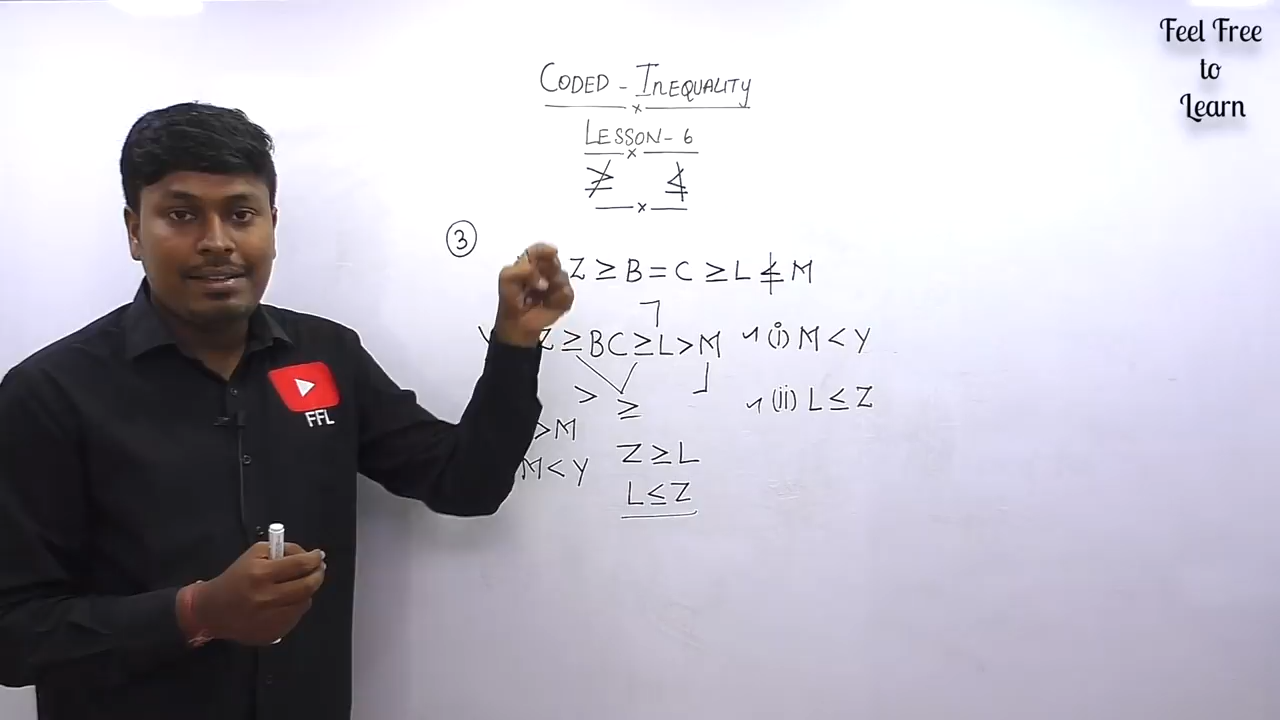 Feel Free
to
Learn
CODED - INEQUALITY
LESSON - 6
≱ ≰
③
Z ≥ B = C ≥ L ≰ M
Z ≥ BC ≥ L > M (i) M < Y
> ≥ (ii) L ≤ Z
> M Z ≥ L
M < Y L ≤ Z
FFL